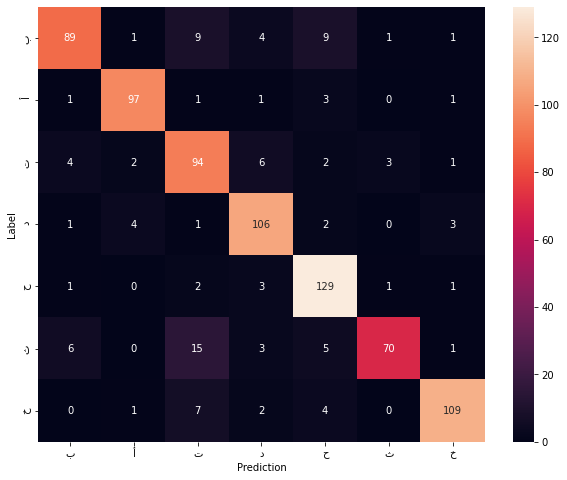 89 1 9 4 9 1 1
1 97 1 1 3 0 1
4 2 94 6 2 3 1
1 4 1 106 2 0 3
1 0 2 3 129 1 1
6 0 15 3 5 70 1
0 1 7 2 4 0 109
ب أ ت د ح ث خ
Prediction
Label
120
100
80
60
40
20
0